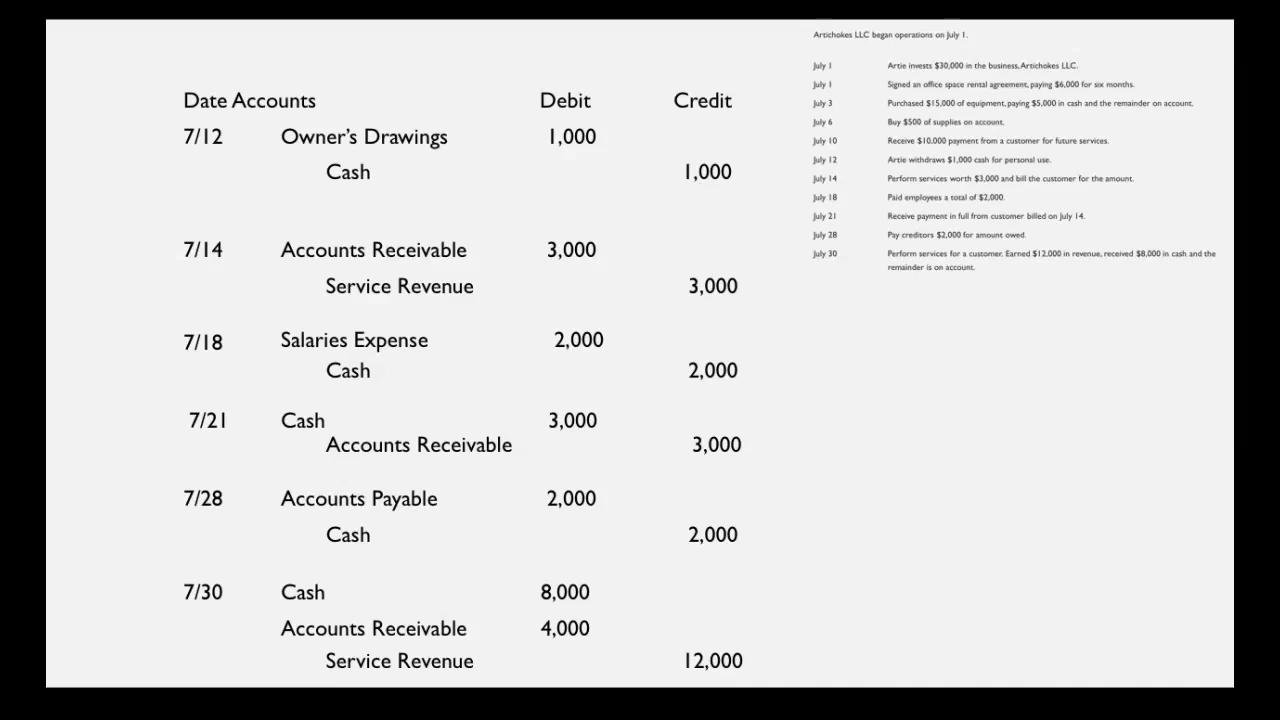 Date Accounts Debit Credit
7/12 Owner's Drawings 1,000
Cash 1,000
7/14 Accounts Receivable 3,000
Service Revenue 3,000
7/18 Salaries Expense 2,000
Cash 2,000
7/21 Cash 3,000
Accounts Receivable 3,000
7/28 Accounts Payable 2,000
Cash 2,000
7/30 Cash 8,000
Accounts Receivable 4,000
Service Revenue 12,000
Artichokes LLC began operations on July 1.
July 1 Artie invests $30,000 in the business, Artichokes LLC.
July 1 Signed an office space rental agreement, paying $6,000 for six months.
July 3 Purchased $15,000 of equipment, paying $5,000 in cash and the remainder on account.
July 6 Buy $500 of supplies on account.
July 10 Receive $10,000 payment from a customer for future services.
July 12 Artie withdraws $1,000 cash for personal use.
July 14 Perform services worth $3,000 and bill the customer for the amount.
July 18 Paid employees a total of $2,000.
July 21 Receive payment in full from customer billed on July 14.
July 28 Pay creditors $2,000 for amount owed.
July 30 Perform services for a customer. Earned $12,000 in revenue, received $8,000 in cash and the
remainder is on account.